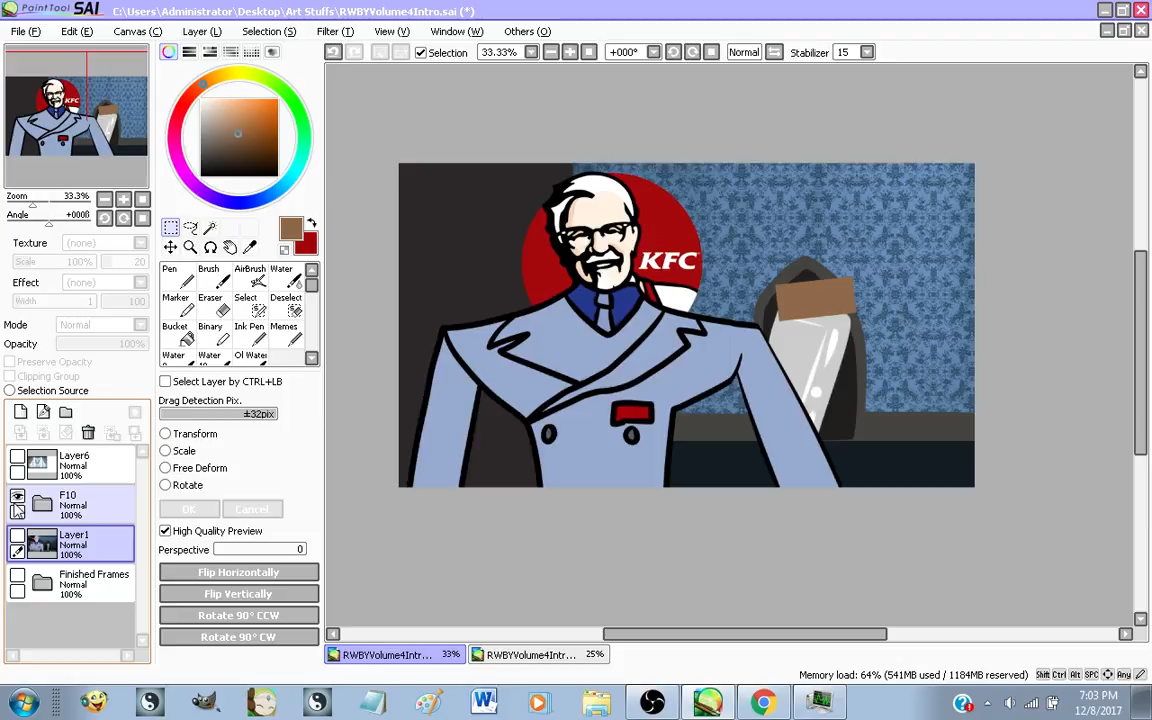 PaintTool SAI C:\Users\Administrator\Desktop\Art Stuffs\RWBYVolume4Intro.sai (*)
File (F) Edit (E) Canvas (C) Layer (L) Selection (S) Filter (T) View (V) Window (W) Others (O)
Selection 33.33% +000° Normal Stabilizer 15
Zoom 33.3%
Angle +000θ
Texture (none)
Scale 100% 20
Effect (none)
Width 1 100
Mode Normal
Opacity 100%
Preserve Opacity
Clipping Group
Selection Source
Layer6
Normal
100%
F10
Normal
100%
Layer1
Normal
100%
Finished Frames
Normal
100%
Pen Brush AirBrush Water
Marker Eraser Select Deselect
Bucket Binary Ink Pen Memes
Water Water Ol Water
Select Layer by CTRL+LB
Drag Detection Pix.
±32pix
Transform
Scale
Free Deform
Rotate
OK Cancel
High Quality Preview
Perspective 0
Flip Horizontally
Flip Vertically
Rotate 90° CCW
Rotate 90° CW
KFC
KFC
RWBYVolume4Intr... 33% RWBYVolume4Intr... 25%
Memory load: 64% (541MB used / 1184MB reserved) Shift Ctrl Alt SPC Any
7:03 PM
12/8/2017